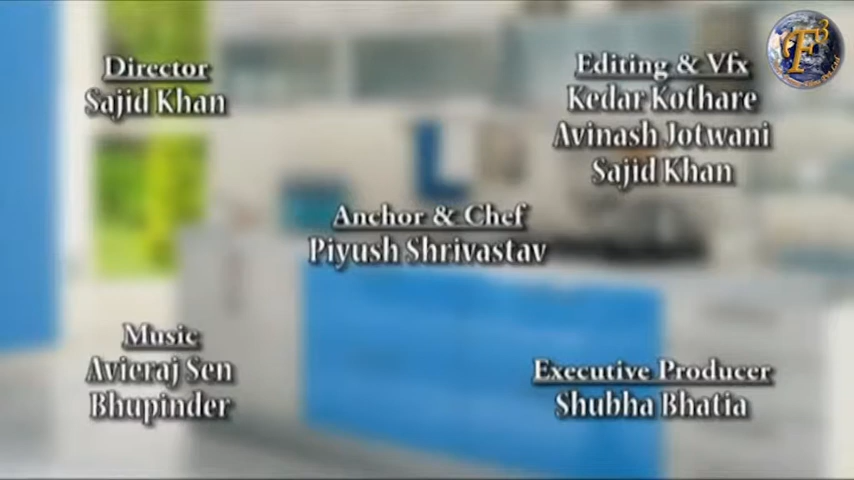 Director
Sajid Khan
Editing & Vfx
Kedar Kothare
Avinash Jotwani
Sajid Khan
Anchor & Chef
Piyush Shrivastav
Music
Avieraj Sen
Bhupinder
Executive Producer
Shubha Bhatia